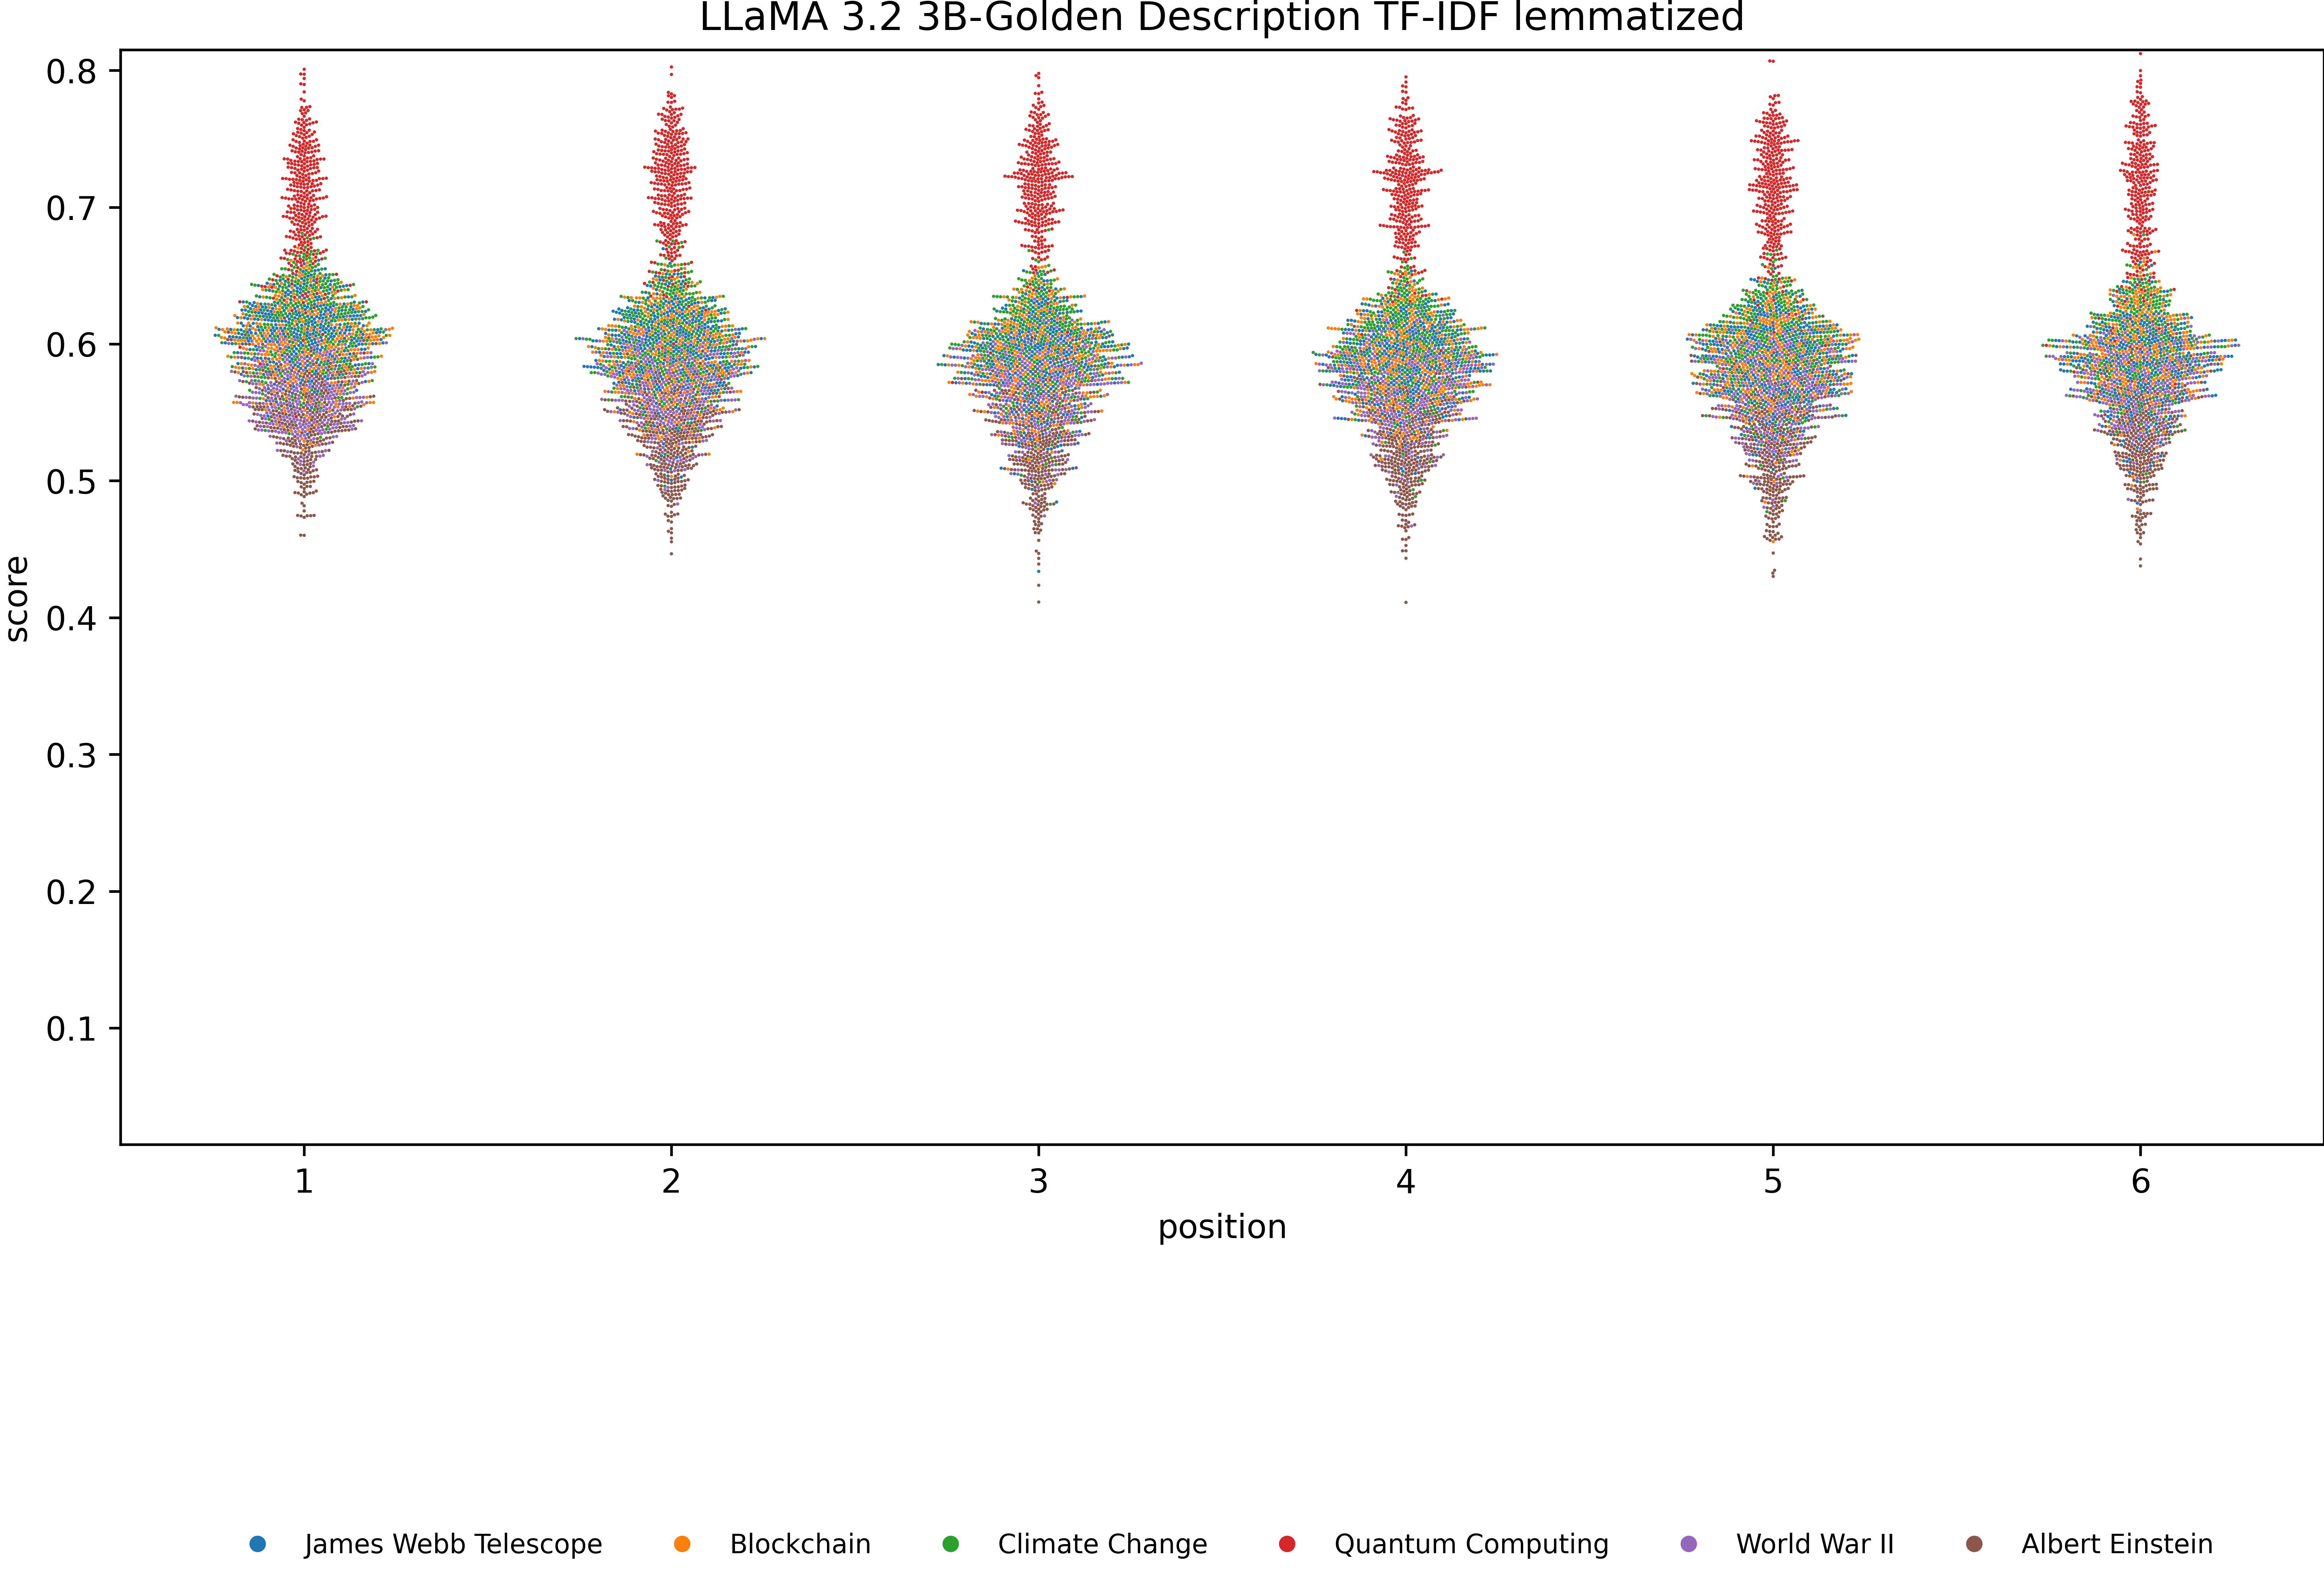 LLaMA 3.2 3B-Golden Description TF-IDF lemmatized
0.8
0.7
0.6
0.5
0.4
0.3
0.2
0.1
score
1 2 3 4 5 6
position
James Webb Telescope Blockchain Climate Change Quantum Computing World War II Albert Einstein